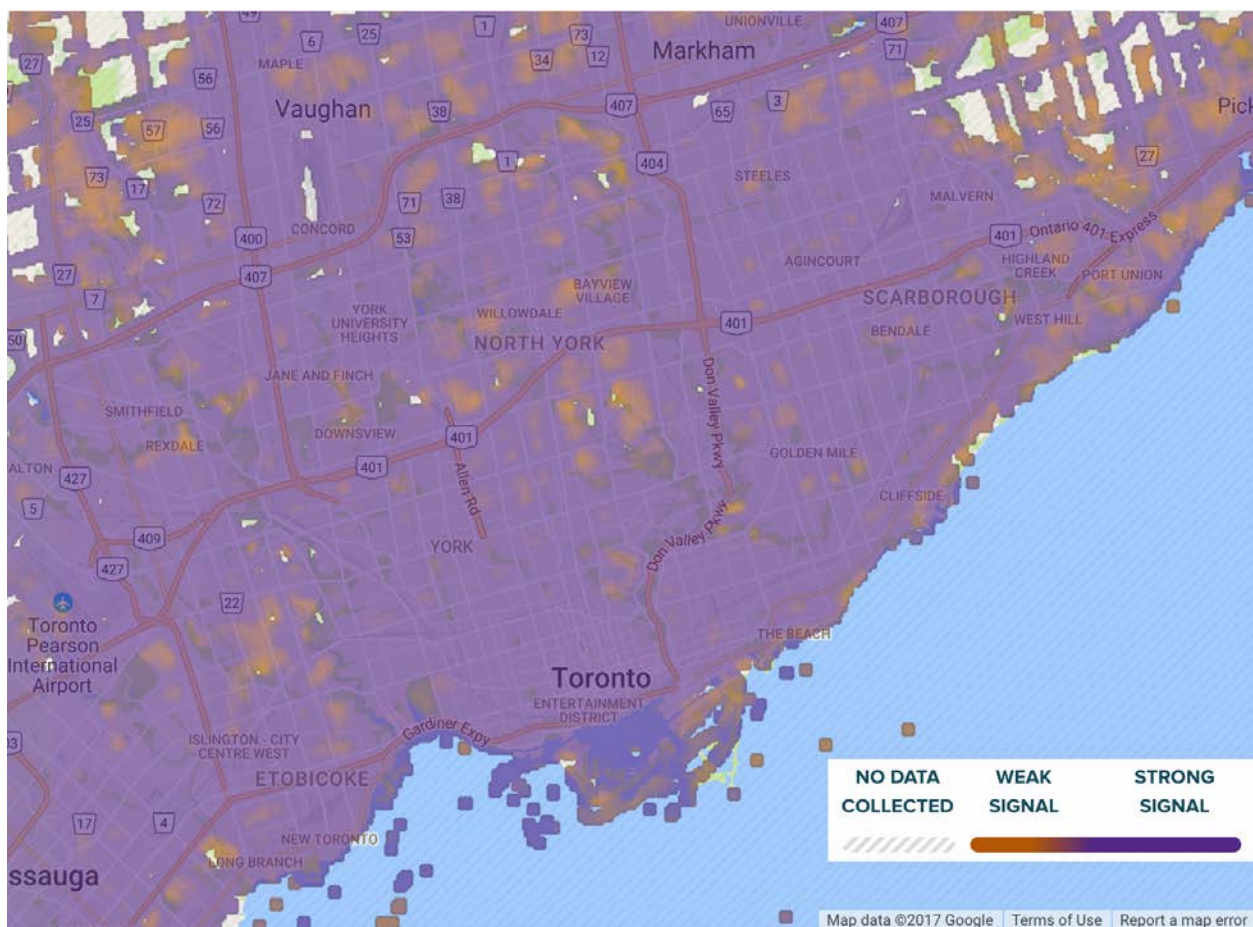 49
6
25
1
73
UNIONVILLE
407
27
56
MAPLE
34
12
Markham
71
Vaughan
38
407
65
3
Pick
25
57
56
1
404
27
73
17
72
71
38
STEELES
MALVERN
400
CONCORD
53
401
Ontario 401 Express
27
407
AGINCOURT
HIGHLAND
CREEK
PORT UNION
7
BAYVIEW
VILLAGE
SCARBOROUGH
YORK
UNIVERSITY
HEIGHTS
WILLOWDALE
401
BENDALE
WEST HILL
50
NORTH YORK
JANE AND FINCH
Don Valley Pkwy
SMITHFIELD
REXDALE
DOWNSVIEW
401
401
Allen Rd
GOLDEN MILE
ALTON
427
CLIFFSIDE
5
409
YORK
Don Valley Pkwy
427
22
Toronto
Pearson
International
Airport
THE BEACH
Toronto
ENTERTAINMENT
DISTRICT
Gardiner Expy
03
ISLINGTON - CITY
CENTRE WEST
ETOBICOKE
17
4
NEW TORONTO
LONG BRANCH
ssauga
NO DATA COLLECTED
WEAK SIGNAL
STRONG SIGNAL
Map data ©2017 Google
Terms of Use
Report a map error